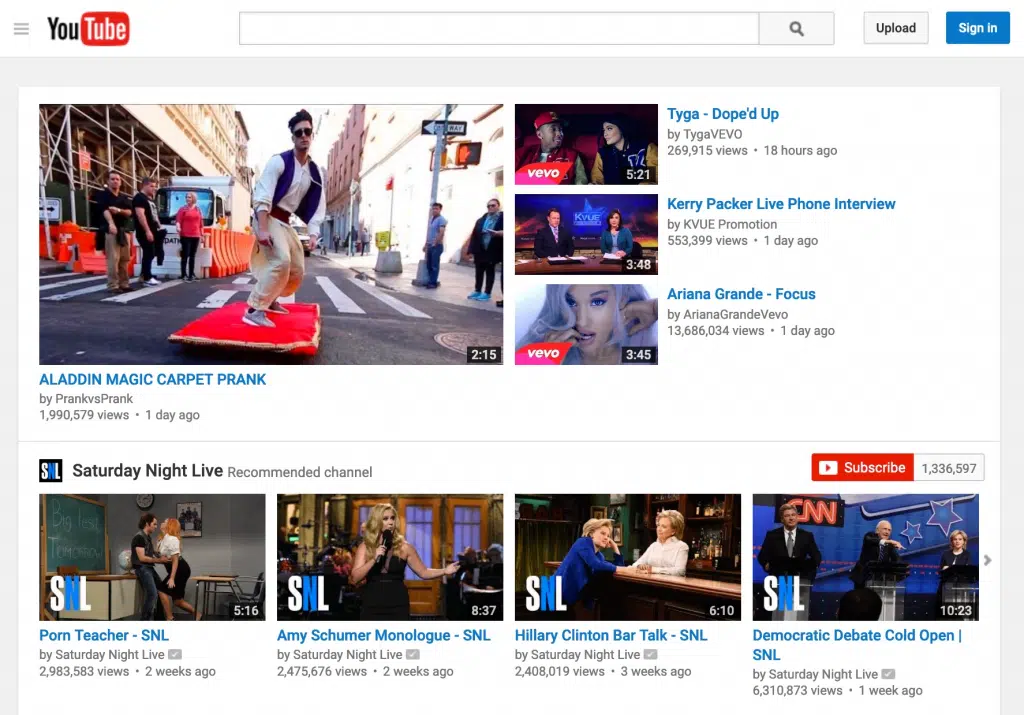 YouTube
Upload
Sign in
ONE WAY
2:15
ALADDIN MAGIC CARPET PRANK
by PrankvsPrank
1,990,579 views • 1 day ago
vevo
5:21
Tyga - Dope'd Up
by TygaVEVO
269,915 views • 18 hours ago
KVUE
3:48
Kerry Packer Live Phone Interview
by KVUE Promotion
553,399 views • 1 day ago
vevo
3:45
Ariana Grande - Focus
by ArianaGrandeVevo
13,686,034 views • 1 day ago
SNL
Saturday Night Live Recommended channel
Subscribe 1,336,597
Big Test
Tomorrow
SNL
5:16
Porn Teacher - SNL
by Saturday Night Live
2,983,583 views • 2 weeks ago
SNL
8:37
Amy Schumer Monologue - SNL
by Saturday Night Live
2,475,676 views • 2 weeks ago
SNL
6:10
Hillary Clinton Bar Talk - SNL
by Saturday Night Live
2,408,019 views • 3 weeks ago
CNN
SNL
10:23
Democratic Debate Cold Open |
SNL
by Saturday Night Live
6,310,873 views • 1 week ago